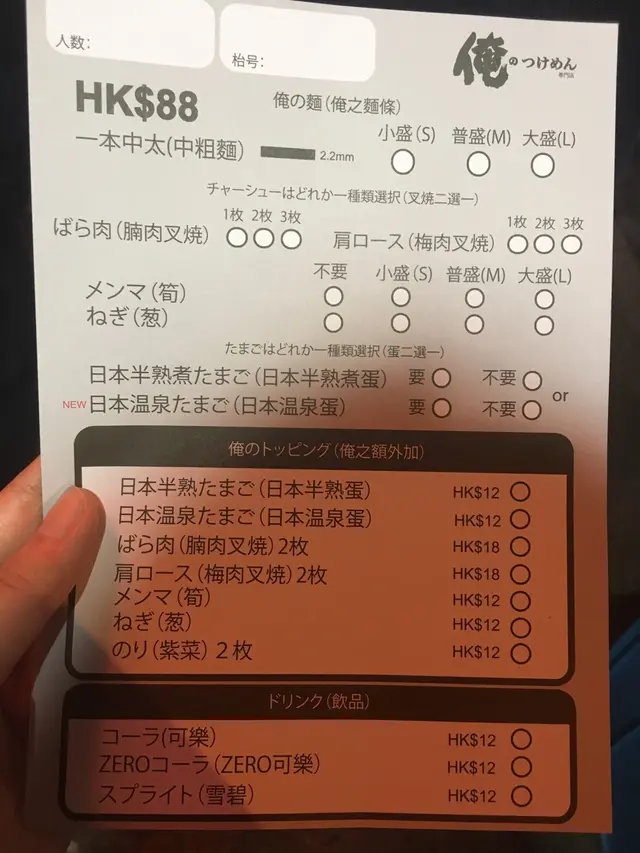 人数:
枱号:
俺のつけめん
専門店
HK$88
俺の麺(俺之麵條)
一本中太(中粗麵)
2.2mm
小盛(S) 普盛(M) 大盛(L)
チャーシューはどれか一種類選択(叉焼二選一)
1枚 2枚 3枚
1枚 2枚 3枚
ばら肉(腩肉叉焼)
肩ロース(梅肉叉焼)
不要 小盛(S) 普盛(M) 大盛(L)
メンマ(筍)
ねぎ(葱)
たまごはどれか一種類選択(蛋二選一)
日本半熟煮たまご(日本半熟煮蛋) 要 不要
or
NEW 日本温泉たまご(日本温泉蛋) 要 不要
俺のトッピング(俺之額外加)
日本半熟たまご(日本半熟蛋) HK$12
日本温泉たまご(日本温泉蛋) HK$12
ばら肉(腩肉叉焼)2枚 HK$18
肩ロース(梅肉叉焼)2枚 HK$18
メンマ(筍) HK$12
ねぎ(葱) HK$12
のり(紫菜)2枚 HK$12
ドリンク(飲品)
コーラ(可樂) HK$12
ZEROコーラ(ZERO可樂) HK$12
スプライト(雪碧) HK$12